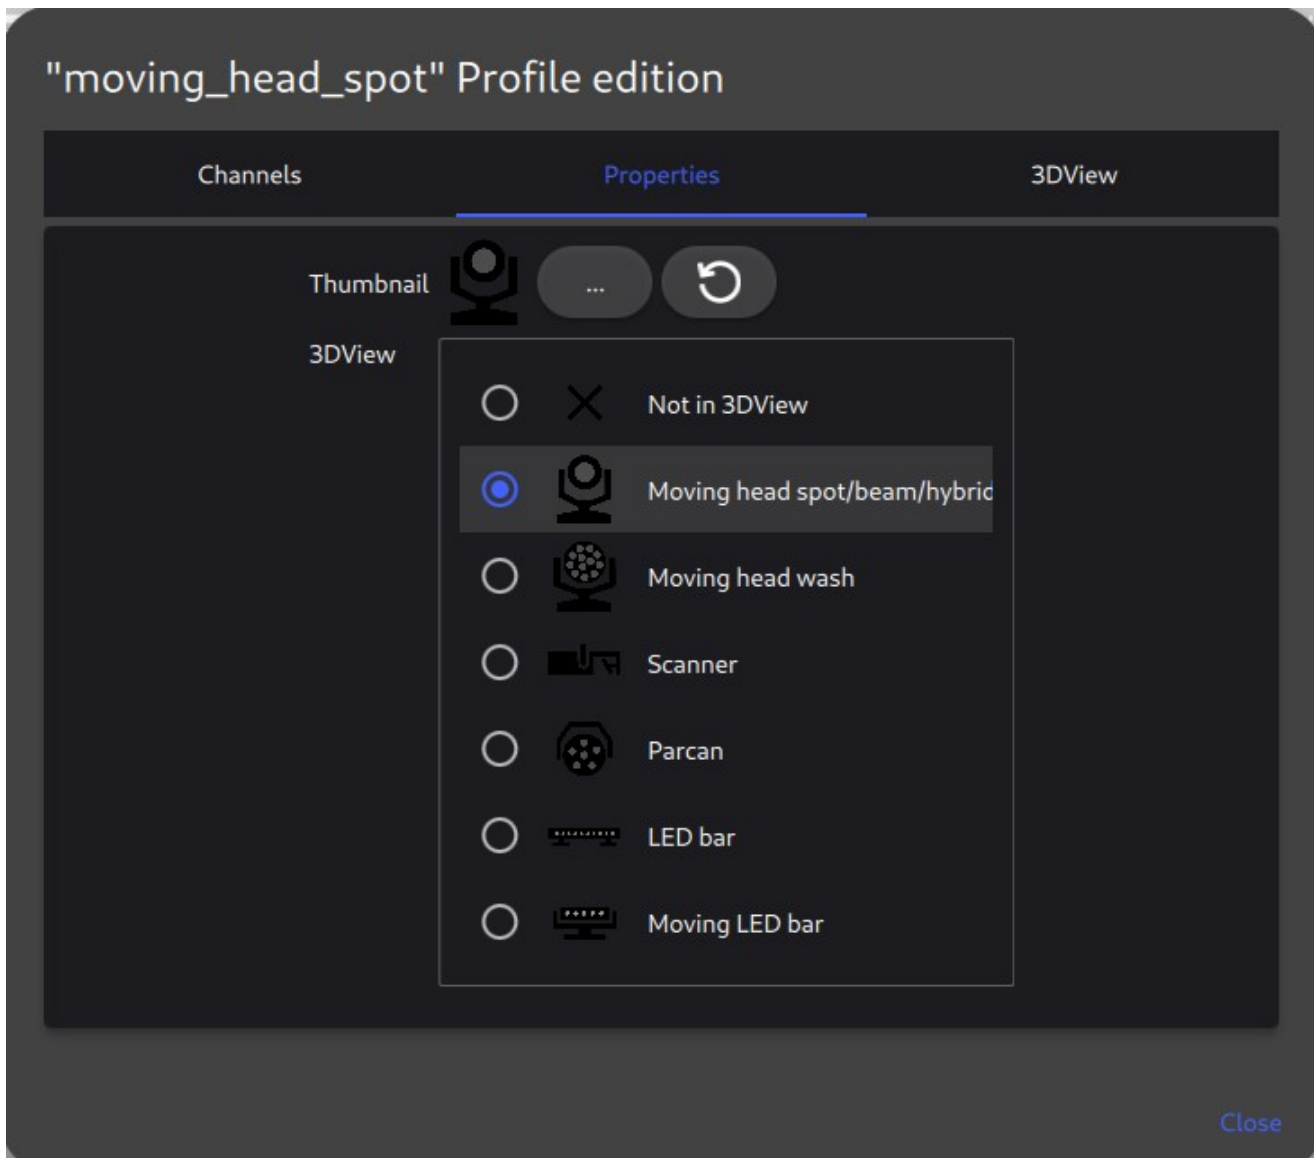 "moving_head_spot" Profile edition
Channels Properties 3DView
Thumbnail ...
3DView
Not in 3DView
Moving head spot/beam/hybrid
Moving head wash
Scanner
Parcan
LED bar
Moving LED bar
Close